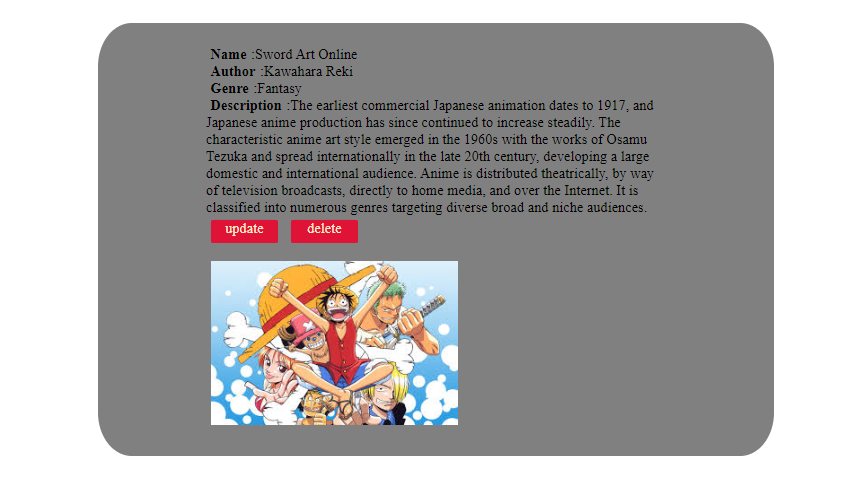 Name :Sword Art Online
Author :Kawahara Reki
Genre :Fantasy
Description :The earliest commercial Japanese animation dates to 1917, and
Japanese anime production has since continued to increase steadily. The
characteristic anime art style emerged in the 1960s with the works of Osamu
Tezuka and spread internationally in the late 20th century, developing a large
domestic and international audience. Anime is distributed theatrically, by way
of television broadcasts, directly to home media, and over the Internet. It is
classified into numerous genres targeting diverse broad and niche audiences.
update delete